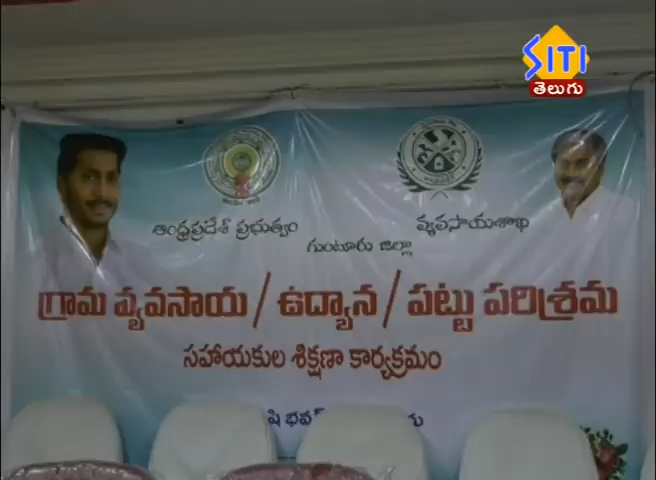 SITI
తెలుగు
ఆంధ్రప్రదేశ్ ప్రభుత్వం
వ్యవసాయశాఖ
గుంటూరు జిల్లా
గ్రామ వ్యవసాయ / ఉద్యాన / పట్టు పరిశ్రమ
సహాయకుల శిక్షణా కార్యక్రమం